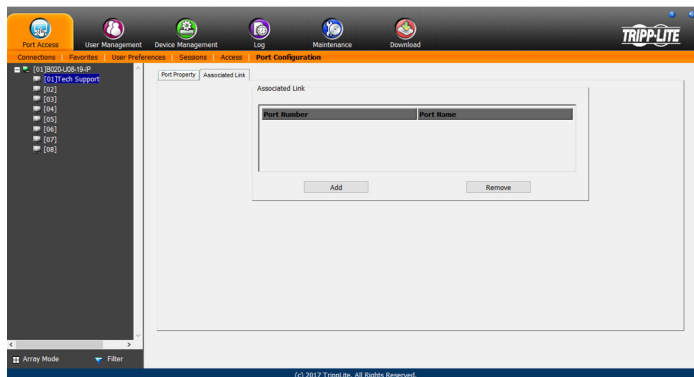 Port Access User Management Device Management Log Maintenance Download TRIPP-LITE
Connections Favorites User Preferences Sessions Access Port Configuration
[01]B020-U08-19-IP
[01]Tech Support
[02]
[03]
[04]
[05]
[06]
[07]
[08]
Port Property Associated Link
Associated Link
Port Number Port Name
Add Remove
Array Mode Filter
(c) 2017 TrippLite. All Rights Reserved.